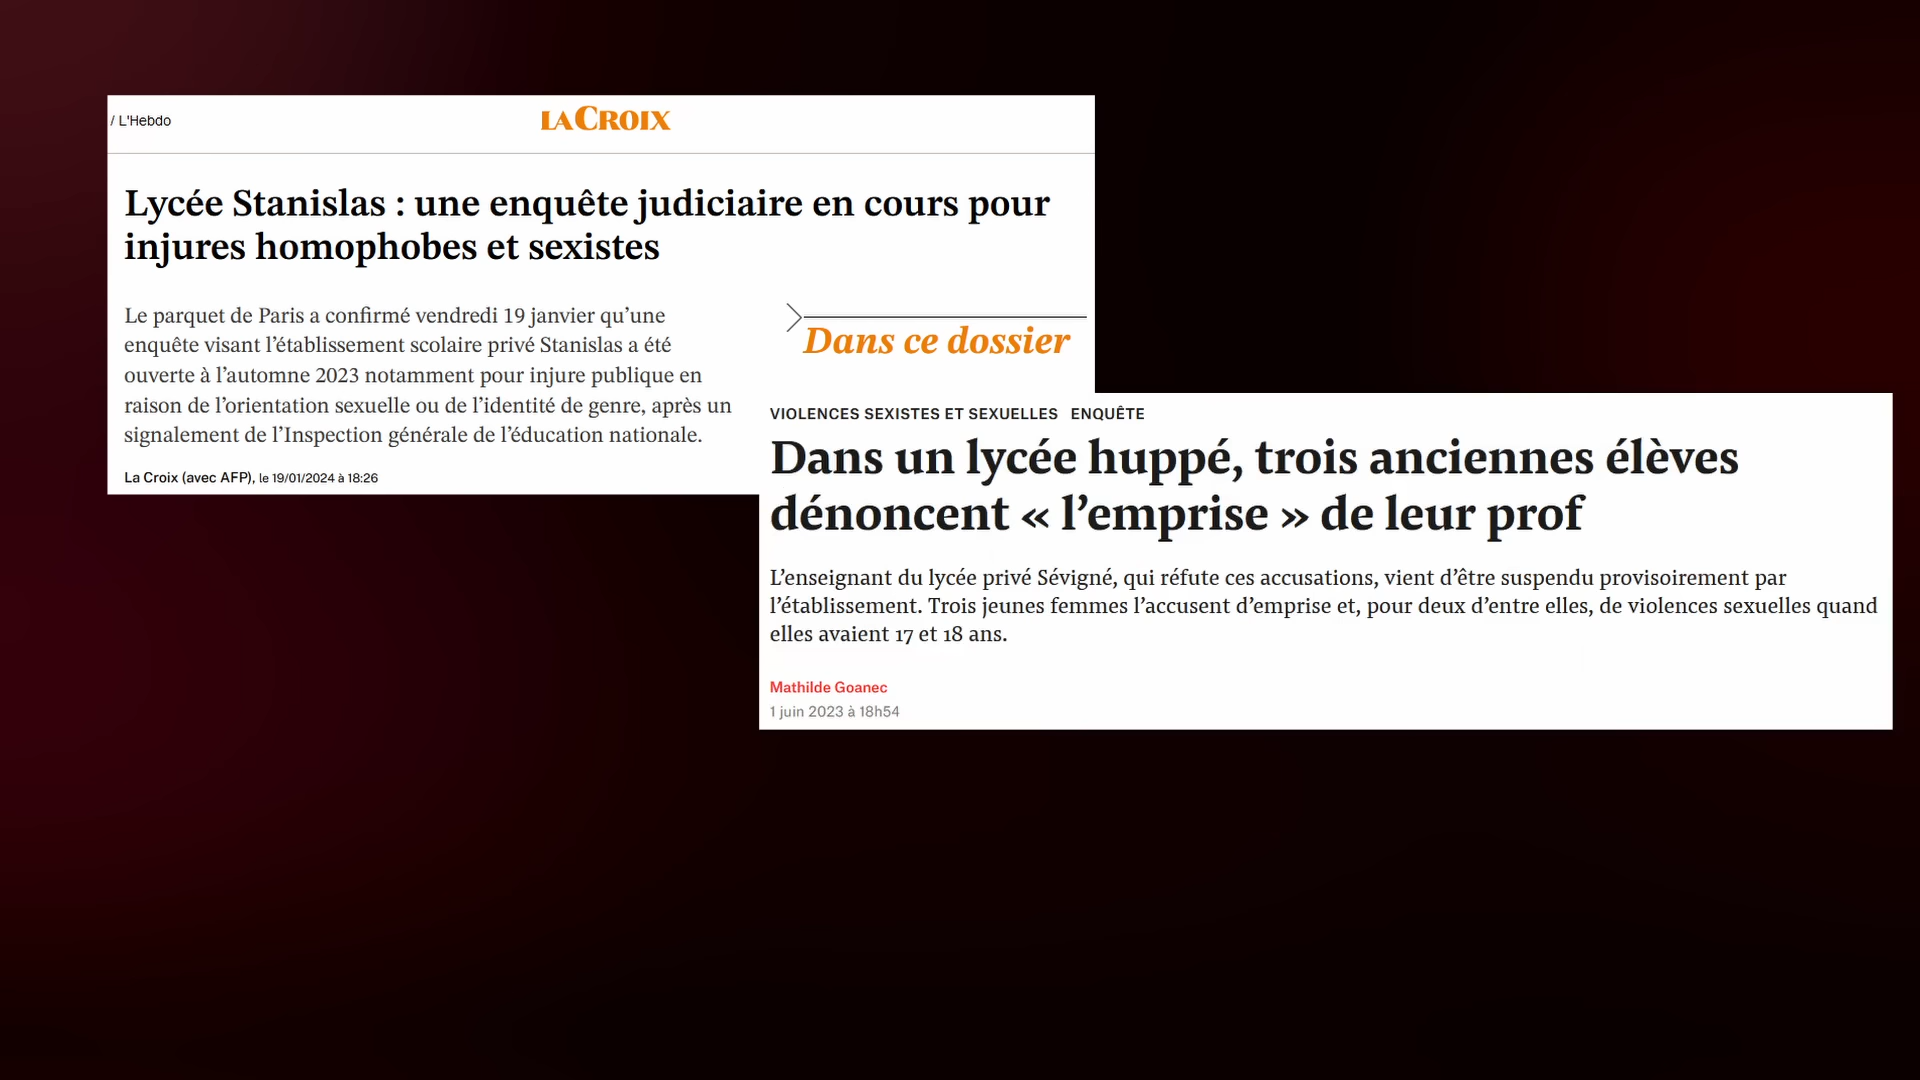 / L'Hebdo
LA CROIX
Lycée Stanislas : une enquête judiciaire en cours pour
injures homophobes et sexistes
Le parquet de Paris a confirmé vendredi 19 janvier qu’une
enquête visant l’établissement scolaire privé Stanislas a été
ouverte à l’automne 2023 notamment pour injure publique en
raison de l’orientation sexuelle ou de l’identité de genre, après un
signalement de l’Inspection générale de l’éducation nationale.
La Croix (avec AFP), le 19/01/2024 à 18:26
Dans ce dossier
VIOLENCES SEXISTES ET SEXUELLES ENQUÊTE
Dans un lycée huppé, trois anciennes élèves
dénoncent « l’emprise » de leur prof
L’enseignant du lycée privé Sévigné, qui réfute ces accusations, vient d’être suspendu provisoirement par
l’établissement. Trois jeunes femmes l’accusent d’emprise et, pour deux d’entre elles, de violences sexuelles quand
elles avaient 17 et 18 ans.
Mathilde Goanec
1 juin 2023 à 18h54